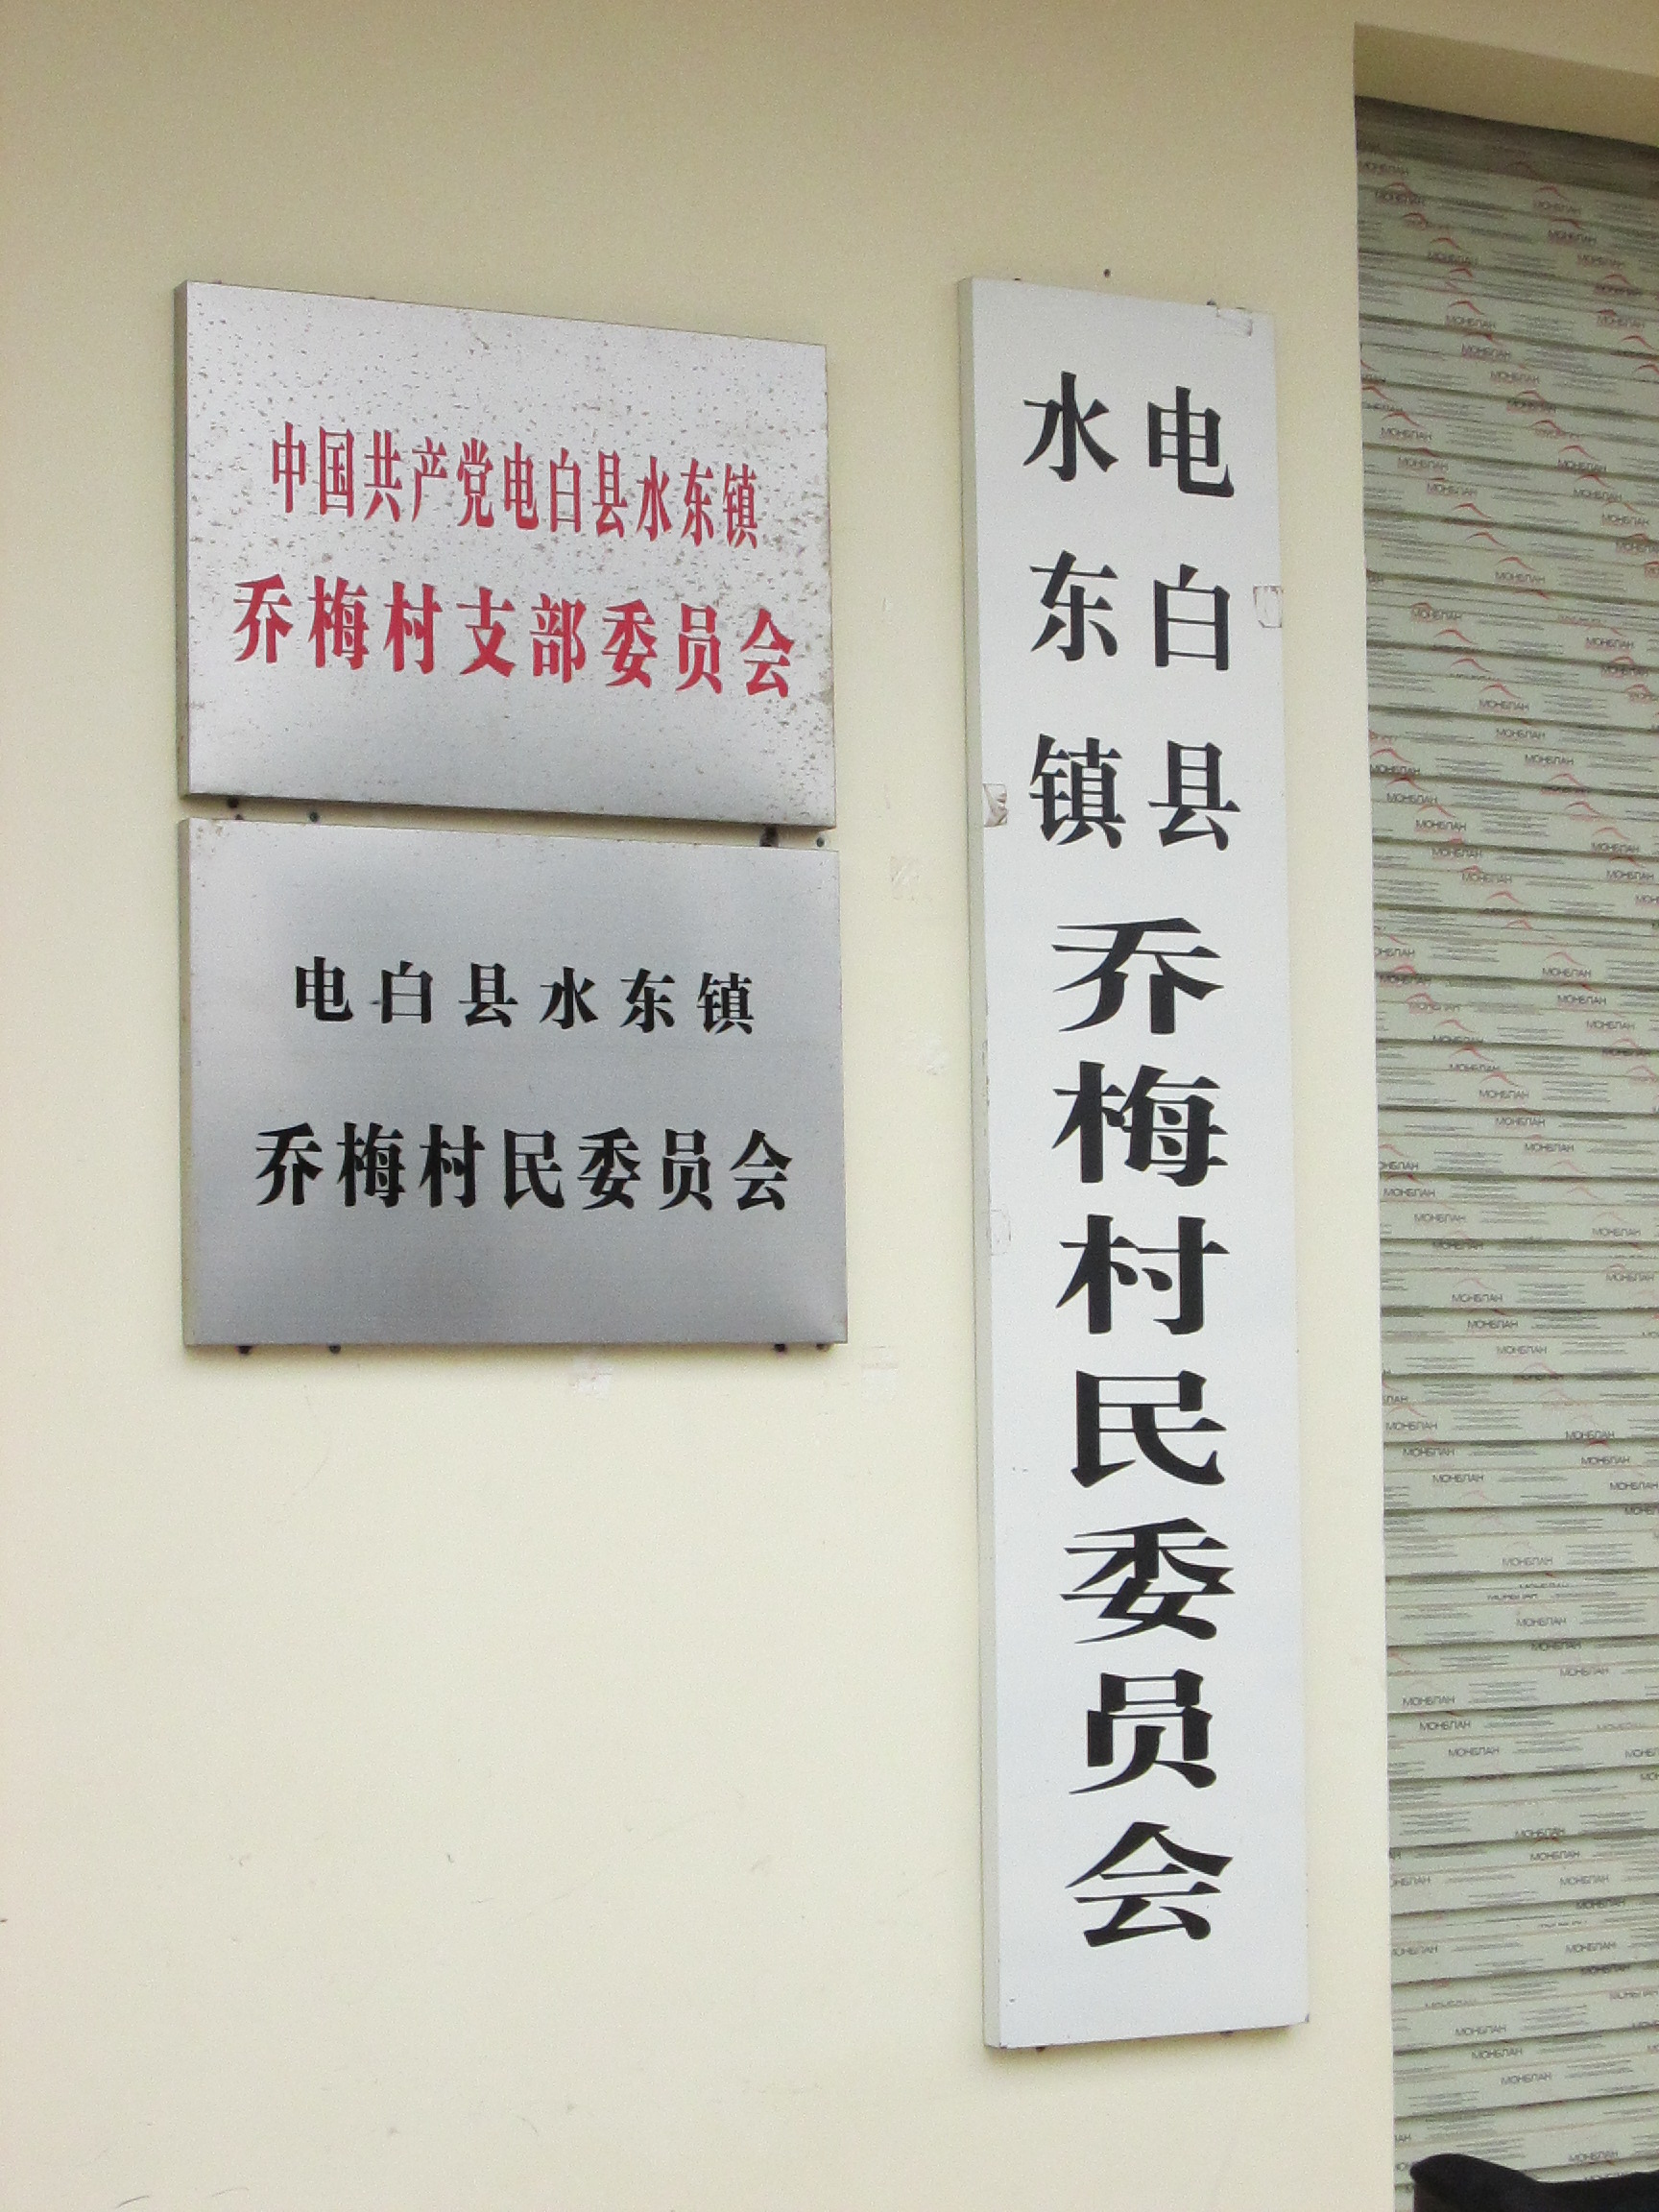 中国共产党电白县水东镇
乔梅村支部委员会
电白县水东镇
乔梅村民委员会
电白县
水东镇
乔梅村民委员会
МОНБЛАН